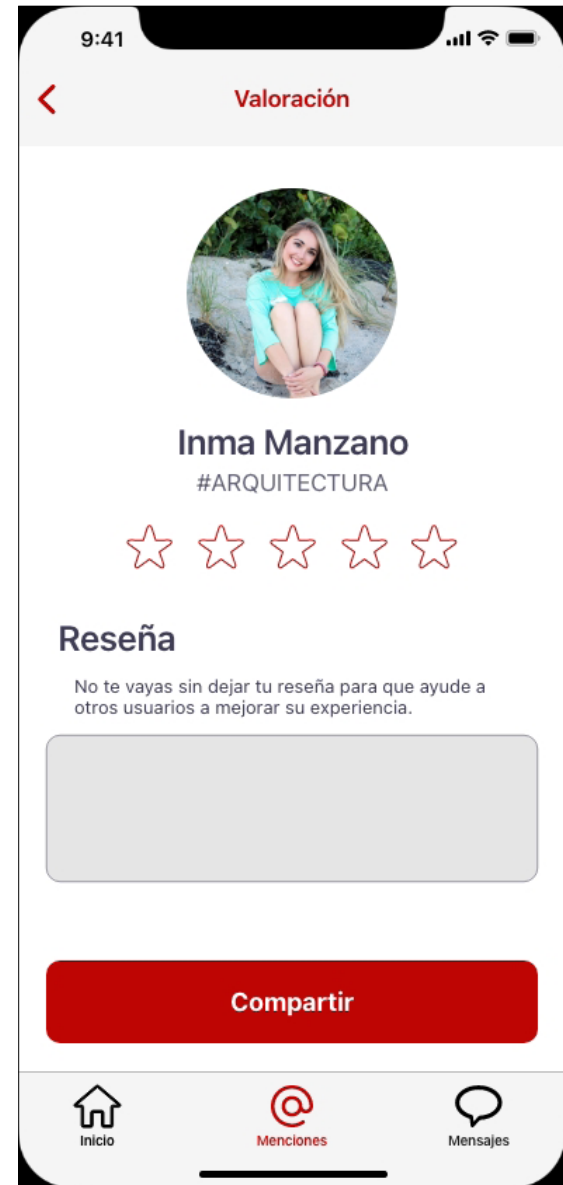 9:41
Valoración
Inma Manzano
#ARQUITECTURA
Reseña
No te vayas sin dejar tu reseña para que ayude a
otros usuarios a mejorar su experiencia.
Compartir
Inicio
Menciones
Mensajes